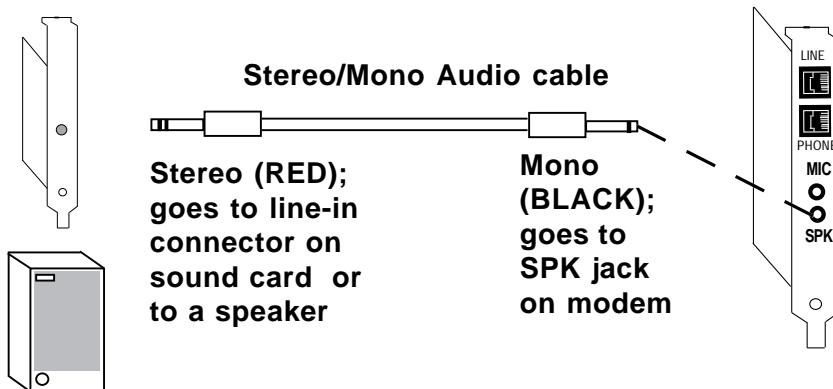 Stereo/Mono Audio cable
Stereo (RED);
goes to line-in
connector on
sound card or
to a speaker
Mono
(BLACK);
goes to
SPK jack
on modem
LINE
PHONE
MIC
SPK